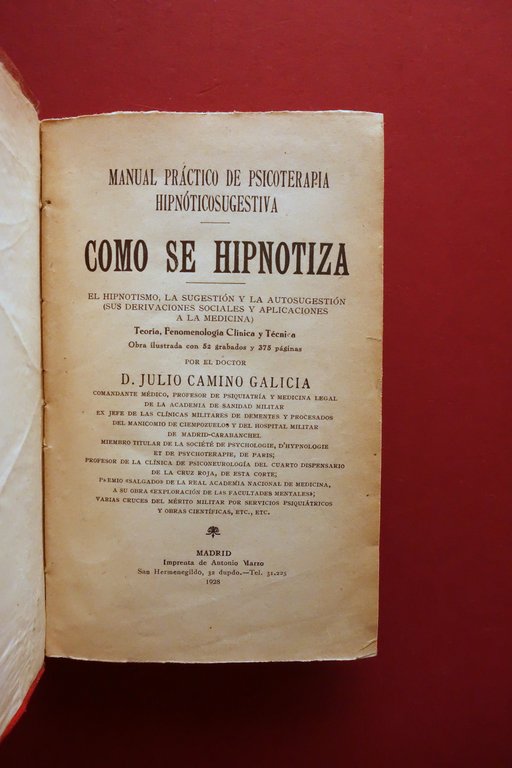 MANUAL PRÁCTICO DE PSICOTERAPIA
HIPNÓTICOSUGESTIVA
COMO SE HIPNOTIZA
EL HIPNOTISMO, LA SUGESTIÓN Y LA AUTOSUGESTIÓN
(SUS DERIVACIONES SOCIALES Y APLICACIONES
A LA MEDICINA)
Teoría, Fenomenología Clínica y Técnica
Obra ilustrada con 52 grabados y 375 páginas
POR EL DOCTOR
D. JULIO CAMINO GALICIA
COMANDANTE MÉDICO, PROFESOR DE PSIQUIATRÍA Y MEDICINA LEGAL
DE LA ACADEMIA DE SANIDAD MILITAR
EX JEFE DE LAS CLÍNICAS MILITARES DE DEMENTES Y PROCESADOS
DEL MANICOMIO DE CIEMPOZUELOS Y DEL HOSPITAL MILITAR
DE MADRID-CARABANCHEL
MIEMBRO TITULAR DE LA SOCIÉTÉ DE PSYCHOLOGIE, D'HYPNOLOGIE
ET DE PSYCHOTERAPIE, DE PARIS;
PROFESOR DE LA CLÍNICA DE PSICONEUROLOGÍA DEL CUARTO DISPENSARIO
DE LA CRUZ ROJA, DE ESTA CORTE;
PREMIO «SALGADO» DE LA REAL ACADEMIA NACIONAL DE MEDICINA,
A SU OBRA «EXPLORACIÓN DE LAS FACULTADES MENTALES»;
VARIAS CRUCES DEL MÉRITO MILITAR POR SERVICIOS PSIQUIÁTRICOS
Y OBRAS CIENTÍFICAS, ETC., ETC.
MADRID
Imprenta de Antonio Marzo
San Hermenegildo, 32 dupdo.—Tel. 31.225
1928